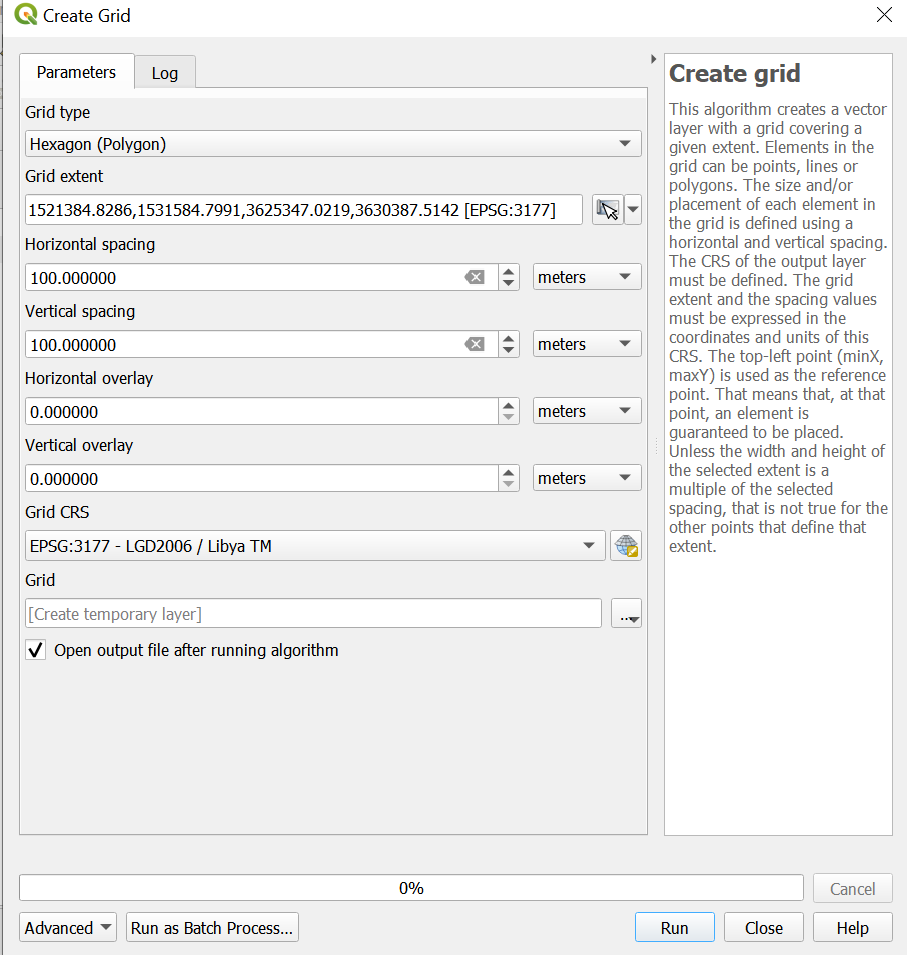 Create Grid
Parameters
Log
Grid type
Hexagon (Polygon)
Grid extent
1521384.8286,1531584.7991,3625347.0219,3630387.5142 [EPSG:3177]
Horizontal spacing
100.000000
meters
Vertical spacing
100.000000
meters
Horizontal overlay
0.000000
meters
Vertical overlay
0.000000
meters
Grid CRS
EPSG:3177 - LGD2006 / Libya TM
Grid
[Create temporary layer]
...
Open output file after running algorithm
Create grid
This algorithm creates a vector
layer with a grid covering a
given extent. Elements in the
grid can be points, lines or
polygons. The size and/or
placement of each element in
the grid is defined using a
horizontal and vertical spacing.
The CRS of the output layer
must be defined. The grid
extent and the spacing values
must be expressed in the
coordinates and units of this
CRS. The top-left point (minX,
maxY) is used as the reference
point. That means that, at that
point, an element is
guaranteed to be placed.
Unless the width and height of
the selected extent is a
multiple of the selected
spacing, that is not true for the
other points that define that
extent.
0%
Cancel
Advanced
Run as Batch Process...
Run
Close
Help